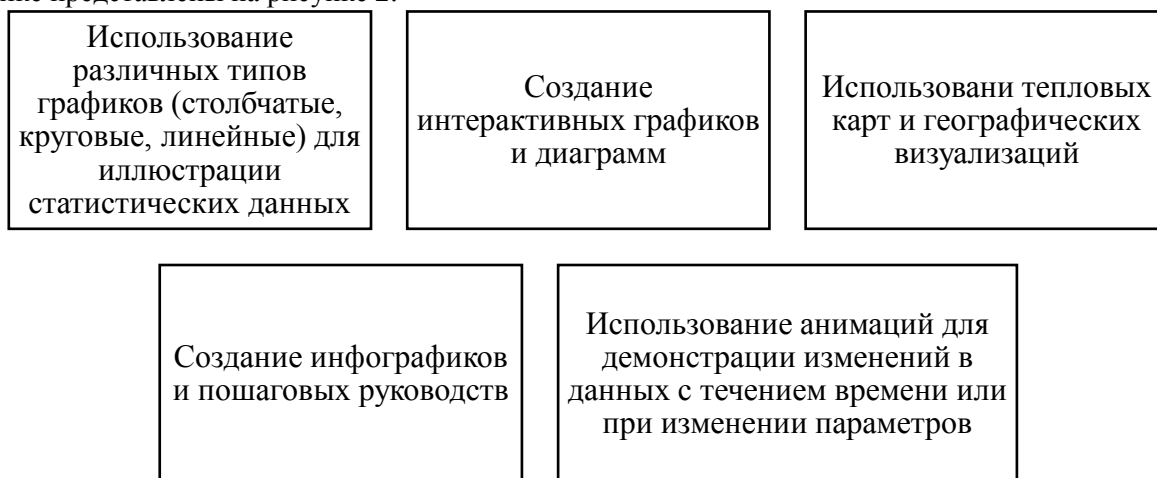 представлены на рисунке 2.
Использование
различных типов
графиков (столбчатые,
круговые, линейные) для
иллюстрации
статистических данных
Создание
интерактивных графиков
и диаграмм
Использовани тепловых
карт и географических
визуализаций
Создание инфографиков
и пошаговых руководств
Использование анимаций для
демонстрации изменений в
данных с течением времени или
при изменении параметров